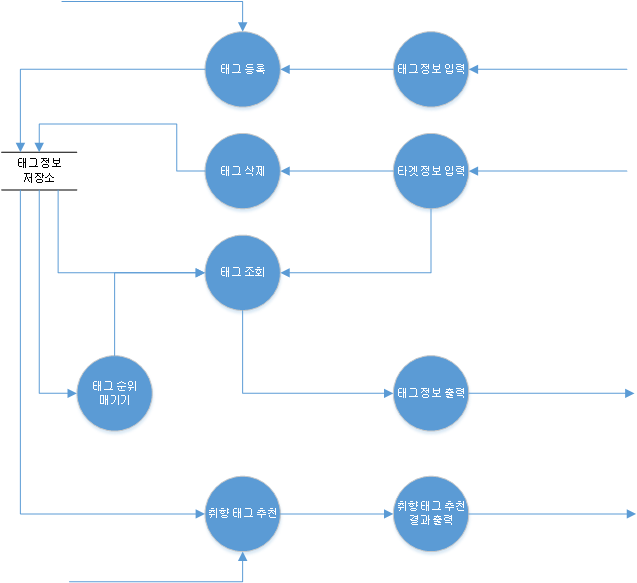 태그 등록
태그 정보 입력
태그 정보
저장소
태그 삭제
타겟 정보 입력
태그 조회
태그 순위
매기기
태그 정보 출력
취향 태그 추천
취향 태그 추천
결과 출력